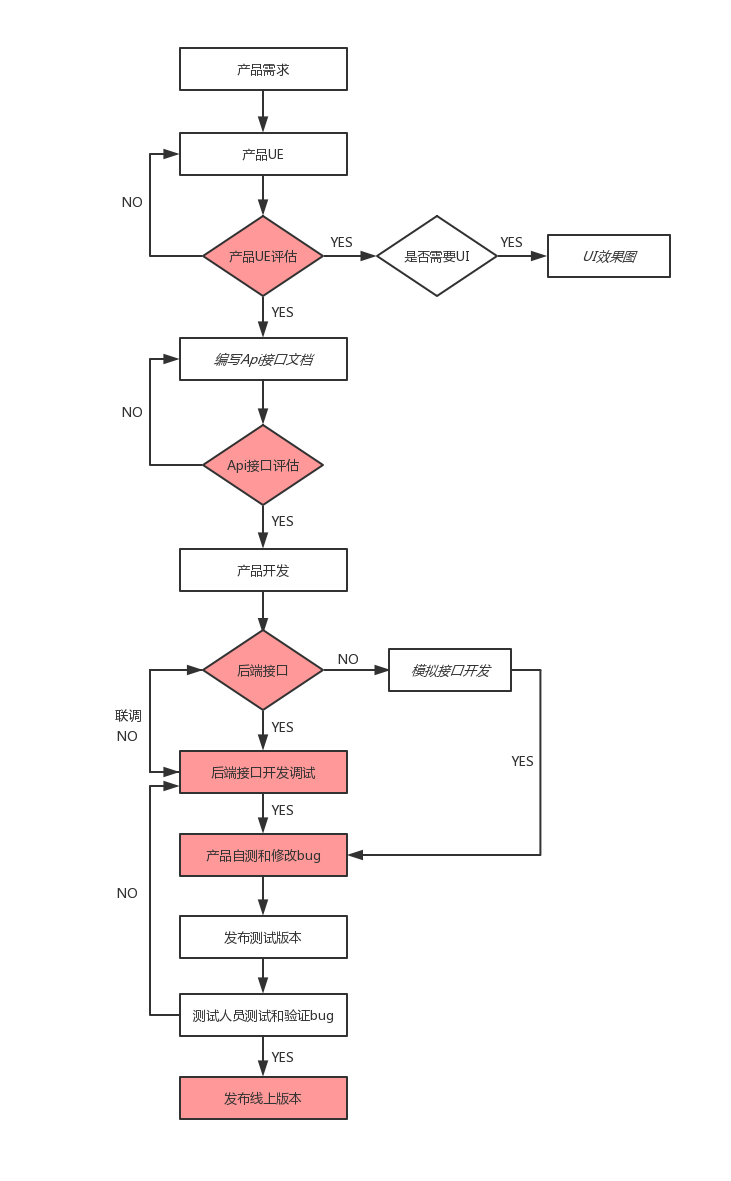 产品需求
产品UE
NO
产品UE评估
YES
是否需要UI
YES
UI效果图
YES
编写Api接口文档
NO
Api接口评估
YES
产品开发
后端接口
NO
模拟接口开发
联调
NO
YES
YES
后端接口开发调试
YES
产品自测和修改bug
NO
发布测试版本
测试人员测试和验证bug
YES
发布线上版本